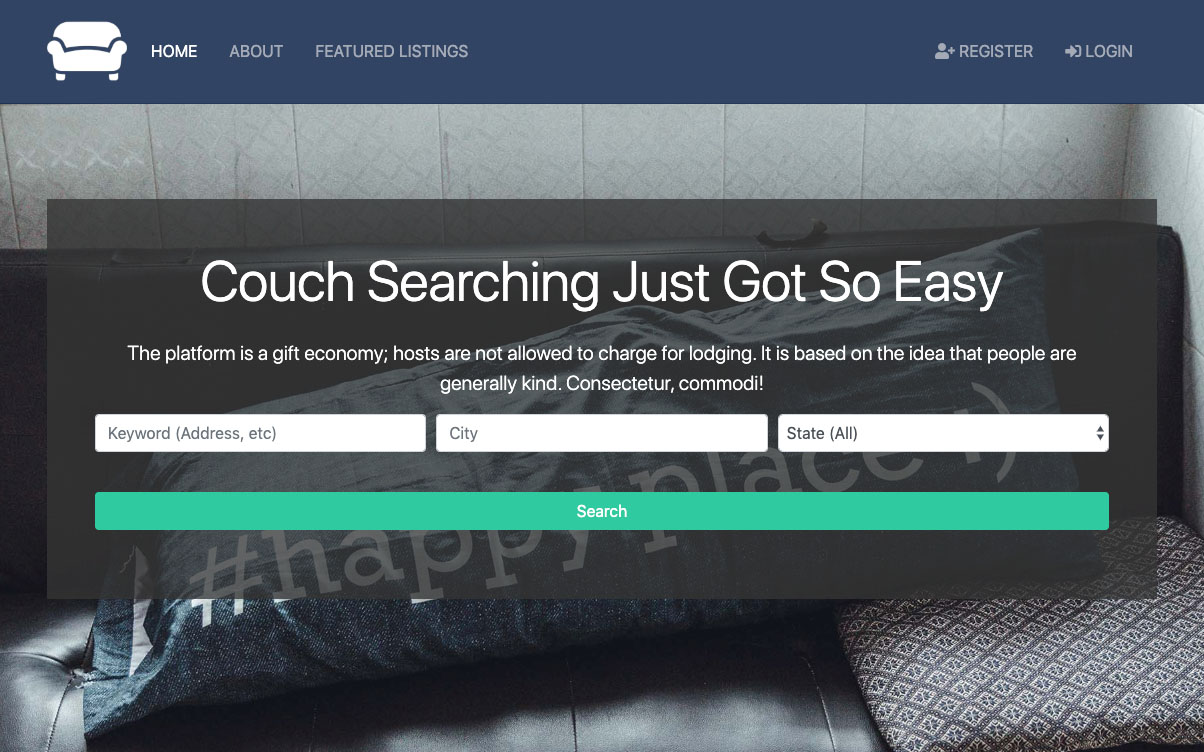 HOME ABOUT FEATURED LISTINGS REGISTER LOGIN
Couch Searching Just Got So Easy
The platform is a gift economy; hosts are not allowed to charge for lodging. It is based on the idea that people are
generally kind. Consectetur, commodi!
Keyword (Address, etc) City State (All)
Search
#happy place :)